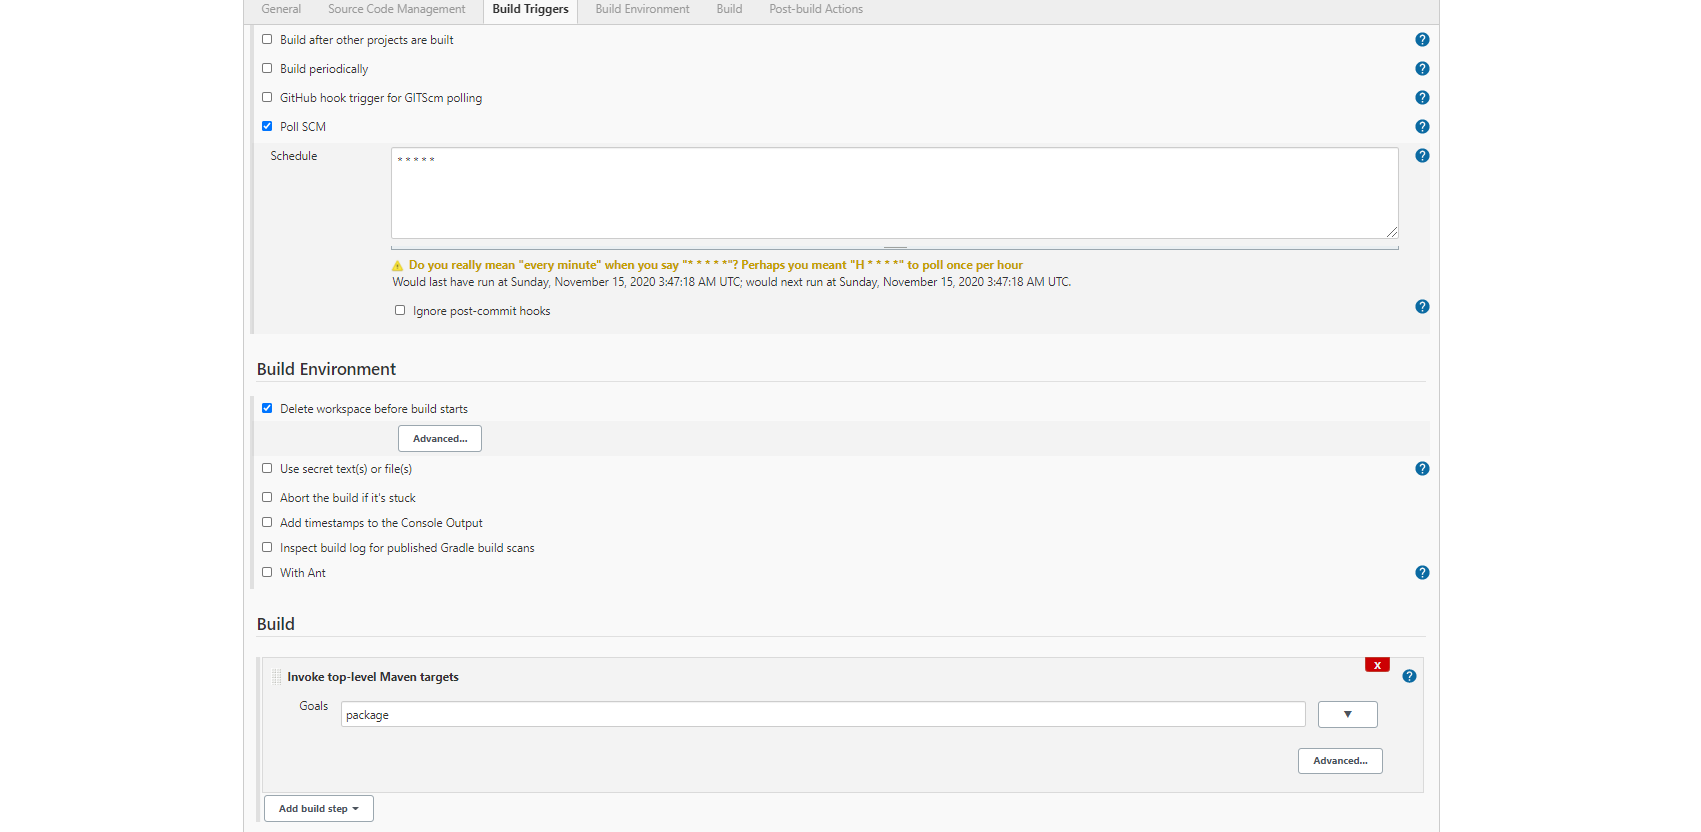 General Source Code Management Build Triggers Build Environment Build Post-build Actions
Build after other projects are built
Build periodically
GitHub hook trigger for GITScm polling
Poll SCM
Schedule
* * * * *
Do you really mean "every minute" when you say "* * * * *"? Perhaps you meant "H * * * *" to poll once per hour
Would last have run at Sunday, November 15, 2020 3:47:18 AM UTC; would next run at Sunday, November 15, 2020 3:47:18 AM UTC.
Ignore post-commit hooks
Build Environment
Delete workspace before build starts
Advanced...
Use secret text(s) or file(s)
Abort the build if it's stuck
Add timestamps to the Console Output
Inspect build log for published Gradle build scans
With Ant
Build
X
Invoke top-level Maven targets
Goals
package
Advanced...
Add build step